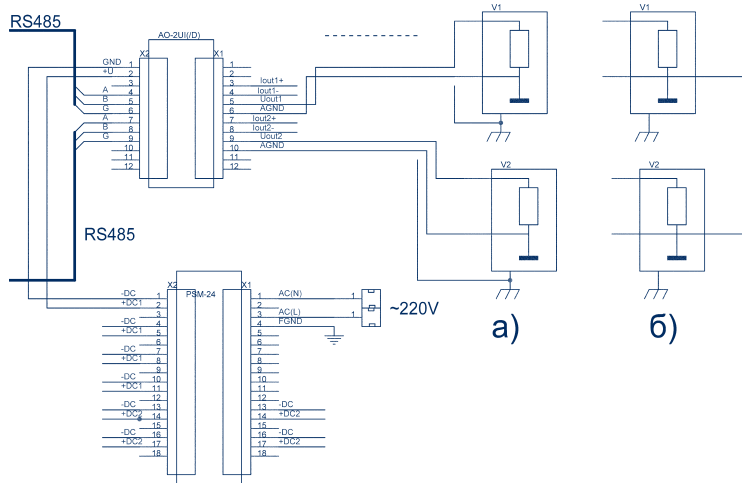 RS485
AO-2UI(/D)
V1
V1
X2
X1
GND 1
+U 2
3
A 4
B 5
G 6
A 7
B 8
G 9
10
11
12
1
2
3 Iout1+
4 Iout1-
5 Uout1
6 AGND
7 Iout2+
8 Iout2-
9 Uout2
10 AGND
11
12
V2
V2
RS485
X2
PSM-24
X1
-DC 1
+DC1 2
3
-DC 4
+DC1 5
6
-DC 7
+DC1 8
9
-DC 10
+DC1 11
12
-DC 13
+DC2 14
15
-DC 16
+DC2 17
18
1 AC(N) 1
2
3 AC(L) 1
4 FGND
5
6
7
8
9
10
11
12
13 -DC
14 +DC2
15
16 -DC
17 +DC2
18
~220V
а)
б)